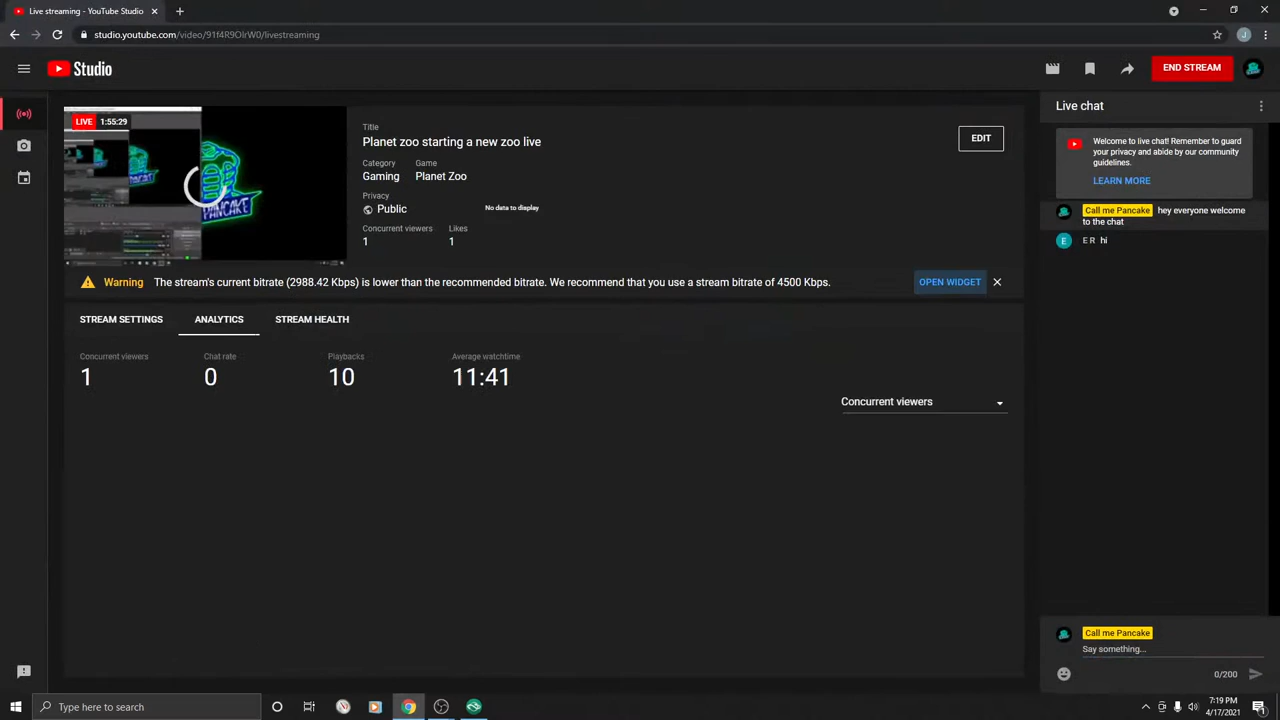 Live streaming - YouTube Studio
studio.youtube.com/video/91f4R9OlrW0/livestreaming
J
Studio
END STREAM
LIVE 1:55:29
PANCAKE
Title
Planet zoo starting a new zoo live
EDIT
Category Game
Gaming Planet Zoo
Privacy
Public
No data to display
Concurrent viewers Likes
1 1
Warning The stream's current bitrate (2988.42 Kbps) is lower than the recommended bitrate. We recommend that you use a stream bitrate of 4500 Kbps.
OPEN WIDGET
STREAM SETTINGS ANALYTICS STREAM HEALTH
Concurrent viewers Chat rate Playbacks Average watchtime
1 0 10 11:41
Concurrent viewers
Live chat
Welcome to live chat! Remember to guard
your privacy and abide by our community
guidelines.
LEARN MORE
Call me Pancake hey everyone welcome
to the chat
E E R hi
Call me Pancake
Say something...
0/200
Type here to search
7:19 PM
4/17/2021
1